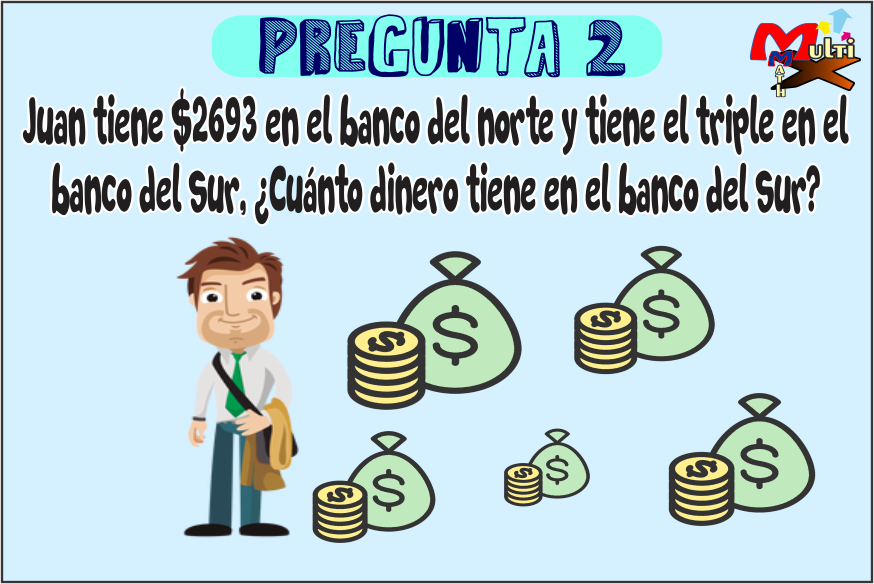 PREGUNTA 2
Multi
MATH
X
Juan tiene $2693 en el banco del norte y tiene el triple en el
banco del Sur, ¿Cuánto dinero tiene en el banco del Sur?
$ $
$ $
$ $
$ $
$ $